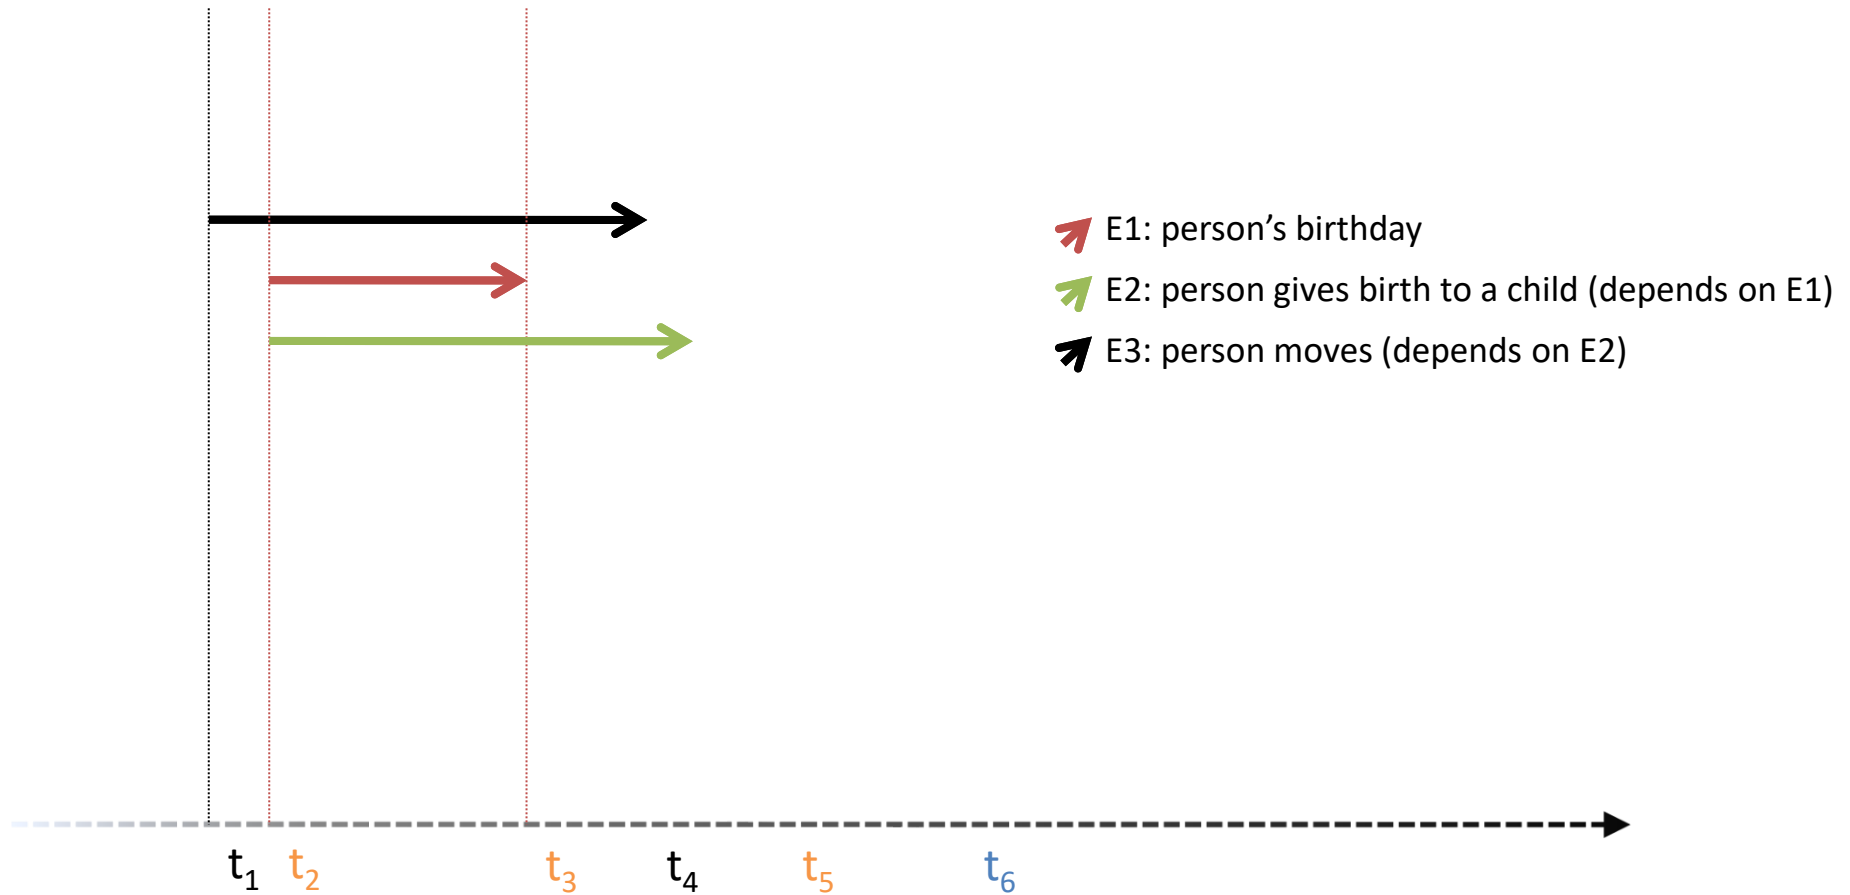 E1: person’s birthday
E2: person gives birth to a child (depends on E1)
E3: person moves (depends on E2)
t1 t2 t3 t4 t5 t6